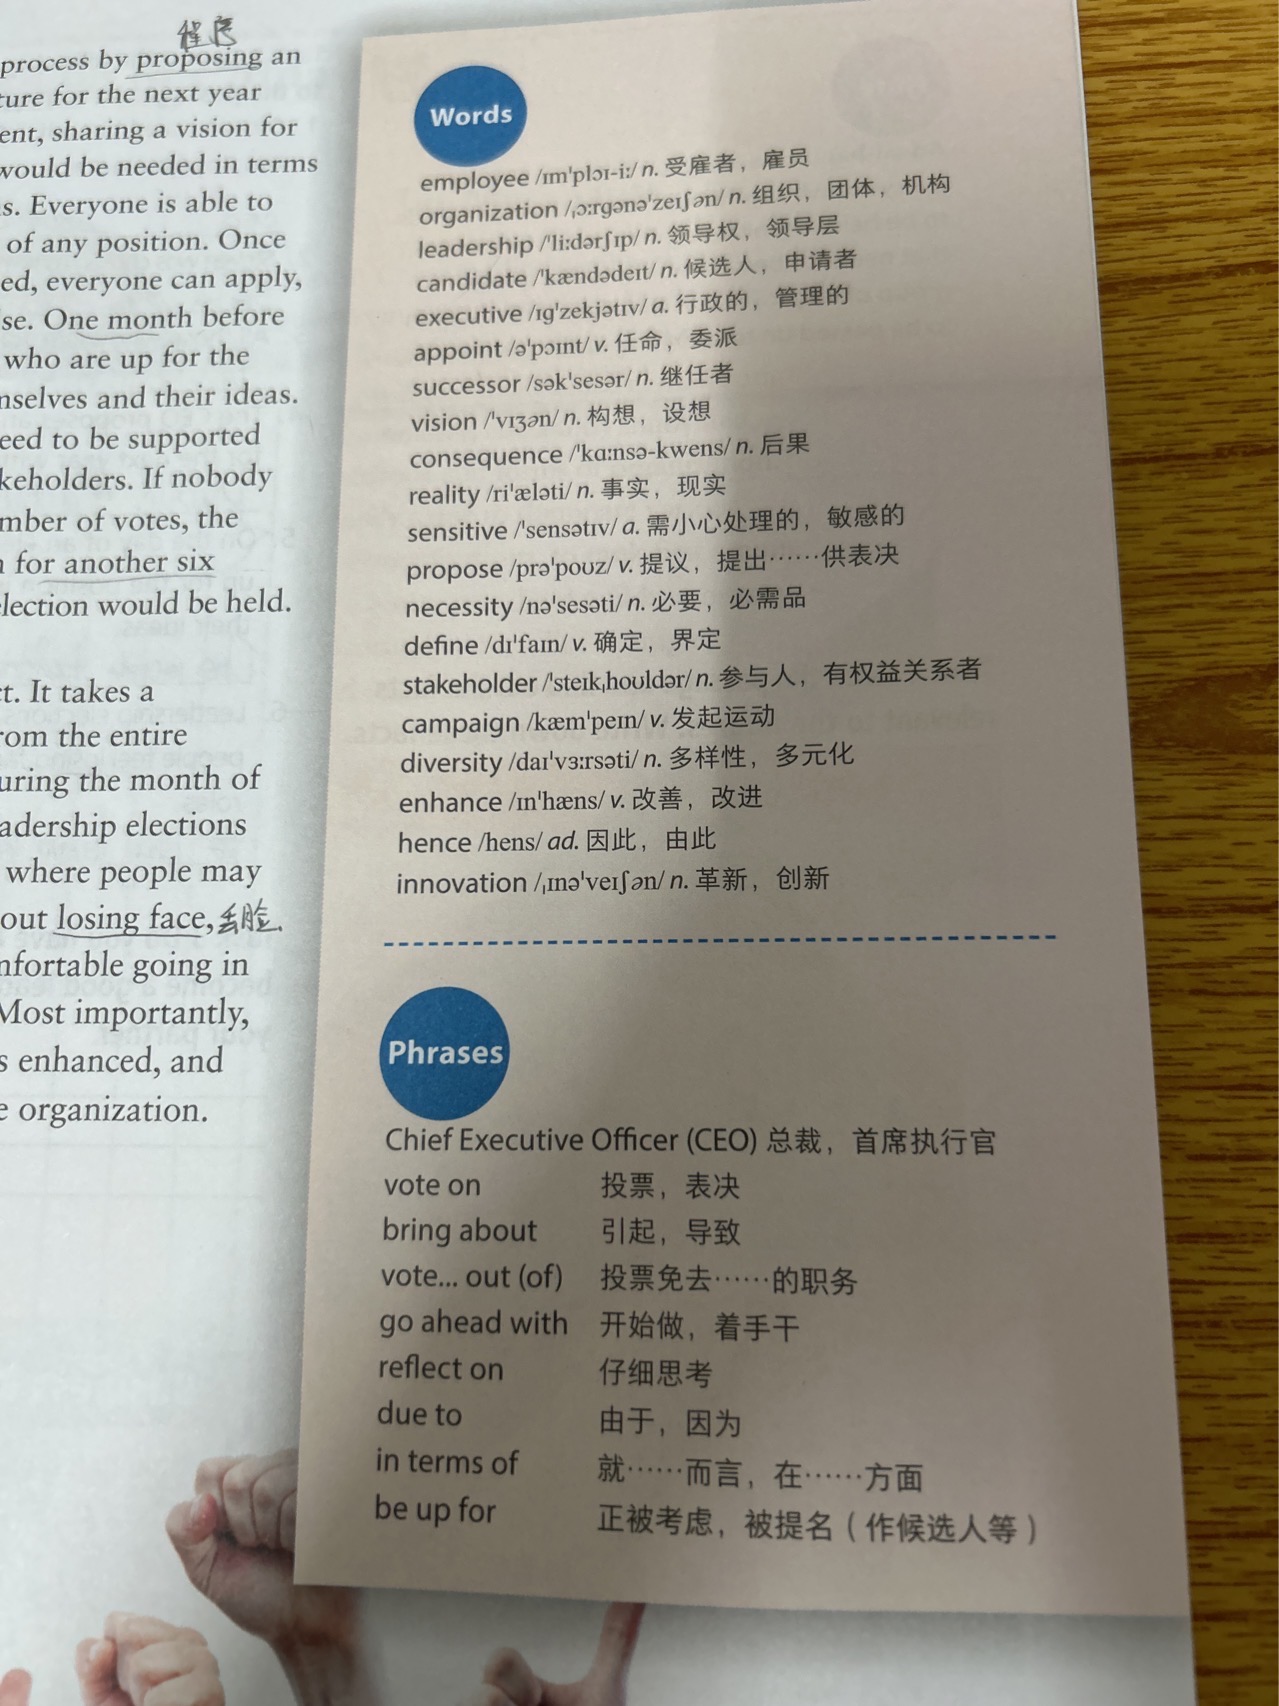 程序
process by proposing an
ture for the next year
ent, sharing a vision for
would be needed in terms
s. Everyone is able to
of any position. Once
ed, everyone can apply,
se. One month before
who are up for the
nselves and their ideas.
eed to be supported
keholders. If nobody
mber of votes, the
for another six
election would be held.
ct. It takes a
rom the entire
uring the month of
eadership elections
where people may
out losing face, 丢脸.
mfortable going in
Most importantly,
s enhanced, and
e organization.
Words
employee /ɪmˈplɔɪ-iː/ n. 受雇者，雇员
organization /ˌɔːrɡənəˈzeɪʃən/ n. 组织，团体，机构
leadership /ˈliːdərʃɪp/ n. 领导权，领导层
candidate /ˈkændədeɪt/ n. 候选人，申请者
executive /ɪɡˈzekjətɪv/ a. 行政的，管理的
appoint /əˈpɔɪnt/ v. 任命，委派
successor /səkˈsesər/ n. 继任者
vision /ˈvɪʒən/ n. 构想，设想
consequence /ˈkɑːnsə-kwens/ n. 后果
reality /riˈæləti/ n. 事实，现实
sensitive /ˈsensətɪv/ a. 需小心处理的，敏感的
propose /prəˈpoʊz/ v. 提议，提出……供表决
necessity /nəˈsesəti/ n. 必要，必需品
define /dɪˈfaɪn/ v. 确定，界定
stakeholder /ˈsteɪkˌhoʊldər/ n. 参与人，有权益关系者
campaign /kæmˈpeɪn/ v. 发起运动
diversity /daɪˈvɜːrsəti/ n. 多样性，多元化
enhance /ɪnˈhæns/ v. 改善，改进
hence /hens/ ad. 因此，由此
innovation /ˌɪnəˈveɪʃən/ n. 革新，创新
Phrases
Chief Executive Officer (CEO) 总裁，首席执行官
vote on 投票，表决
bring about 引起，导致
vote... out (of) 投票免去……的职务
go ahead with 开始做，着手干
reflect on 仔细思考
due to 由于，因为
in terms of 就……而言，在……方面
be up for 正被考虑，被提名（作候选人等）